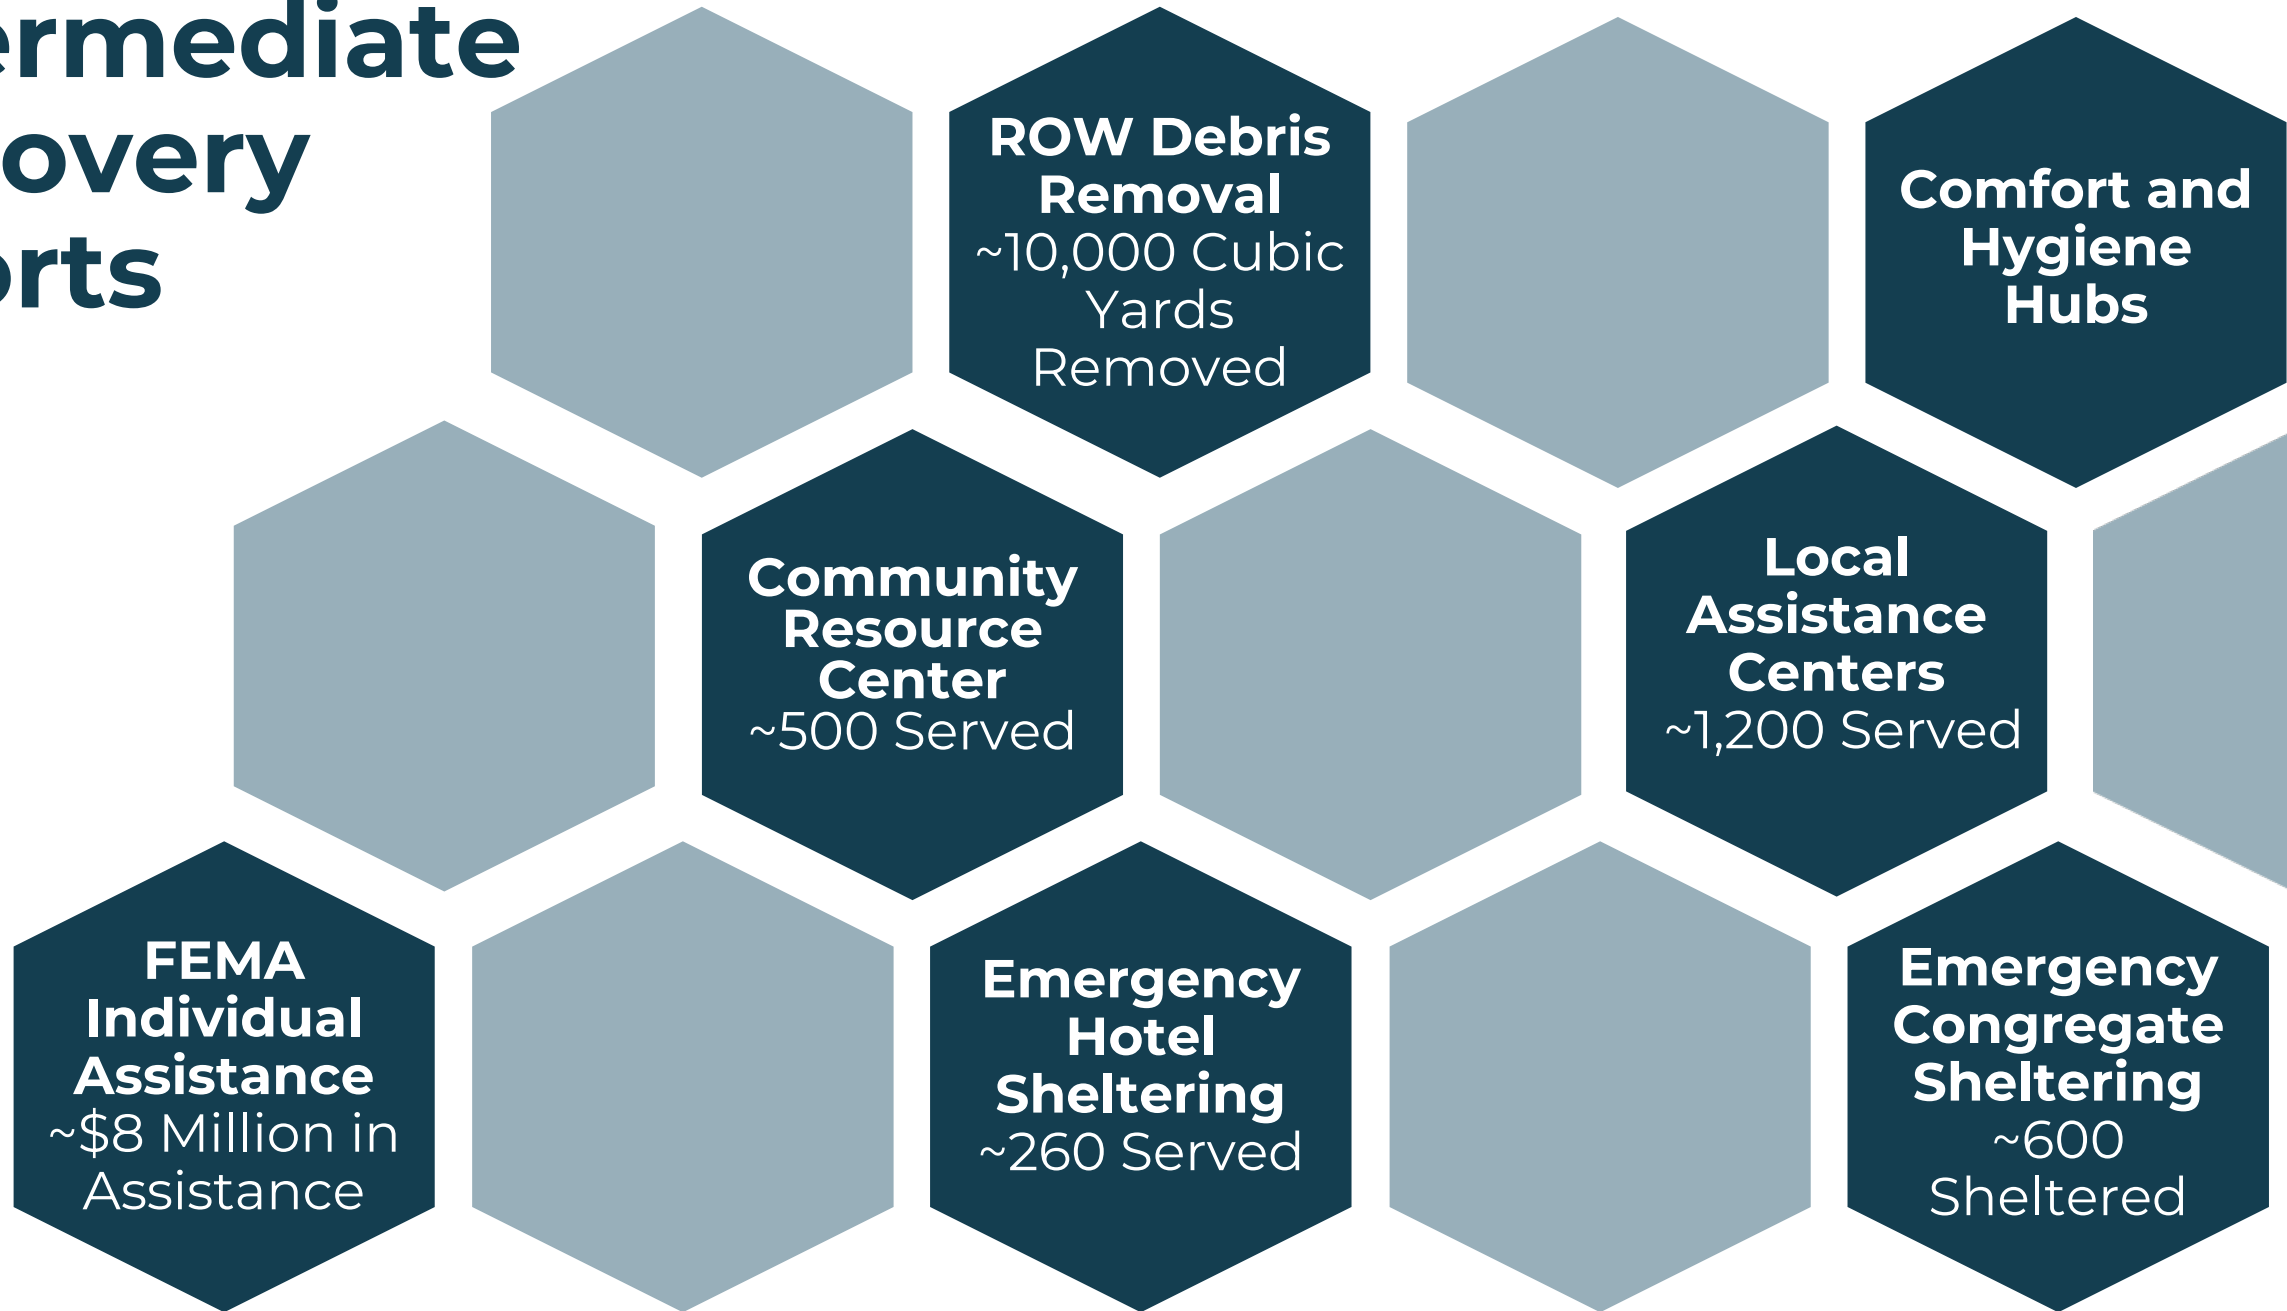 ermediate
overy
orts
ROW Debris
Removal
~10,000 Cubic
Yards
Removed
Comfort and
Hygiene
Hubs
Community
Resource
Center
~500 Served
Local
Assistance
Centers
~1,200 Served
FEMA
Individual
Assistance
~$8 Million in
Assistance
Emergency
Hotel
Sheltering
~260 Served
Emergency
Congregate
Sheltering
~600
Sheltered